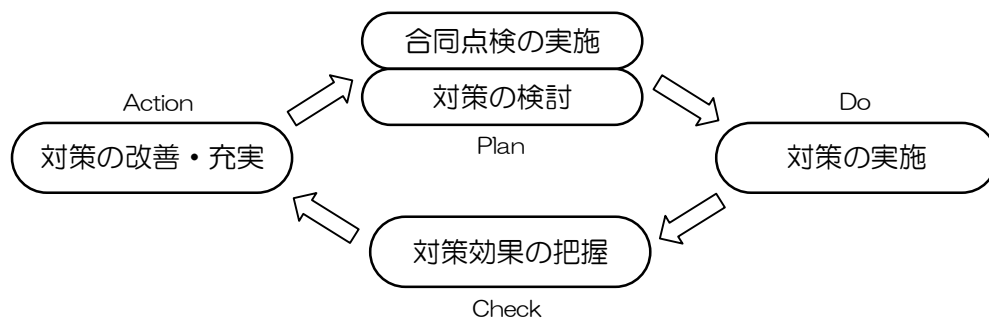 合同点検の実施
対策の検討
Plan
Action
対策の改善・充実
Do
対策の実施
対策効果の把握
Check